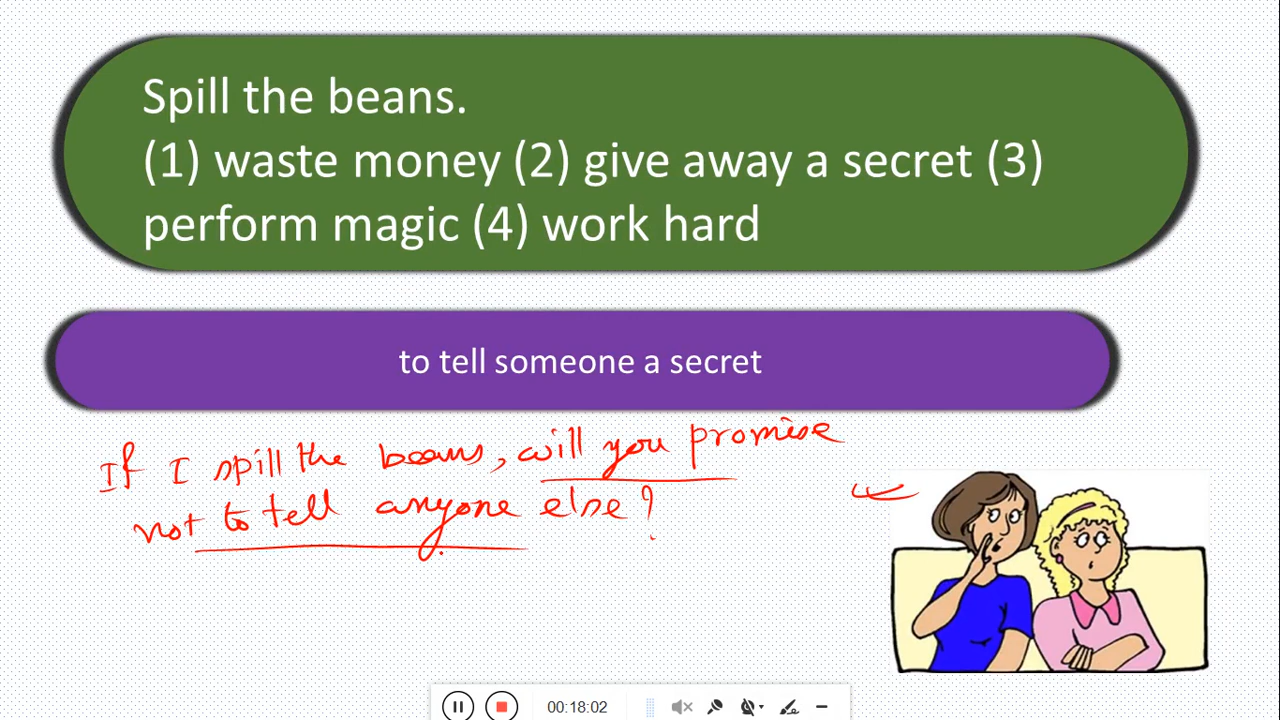 Spill the beans.
(1) waste money (2) give away a secret (3)
perform magic (4) work hard
to tell someone a secret
If I spill the beans, will you promise
not to tell anyone else?
00:18:02